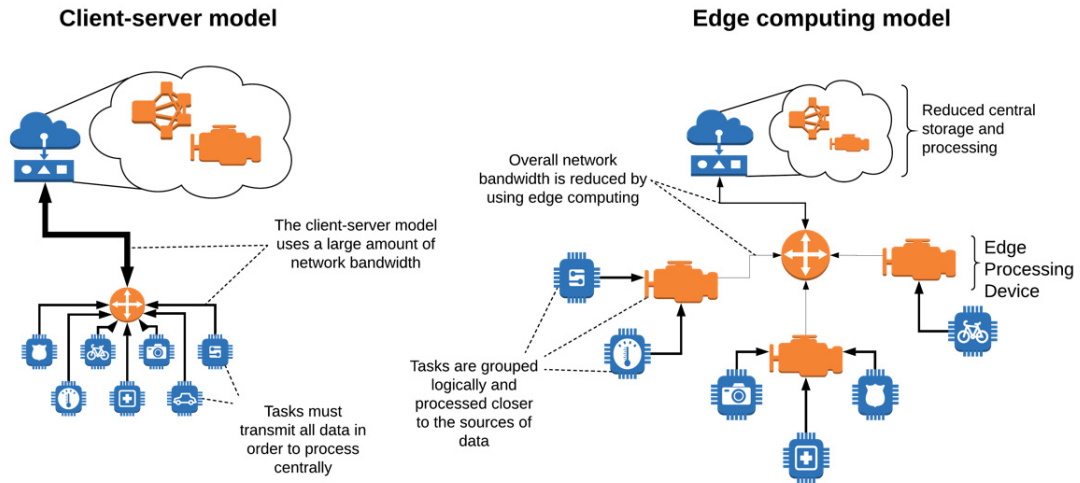 Client-server model
The client-server model
uses a large amount of
network bandwidth
Tasks must
transmit all data in
order to process
centrally
Edge computing model
Reduced central
storage and
processing
Overall network
bandwidth is reduced by
using edge computing
Edge
Processing
Device
Tasks are grouped
logically and
processed closer
to the sources of
data